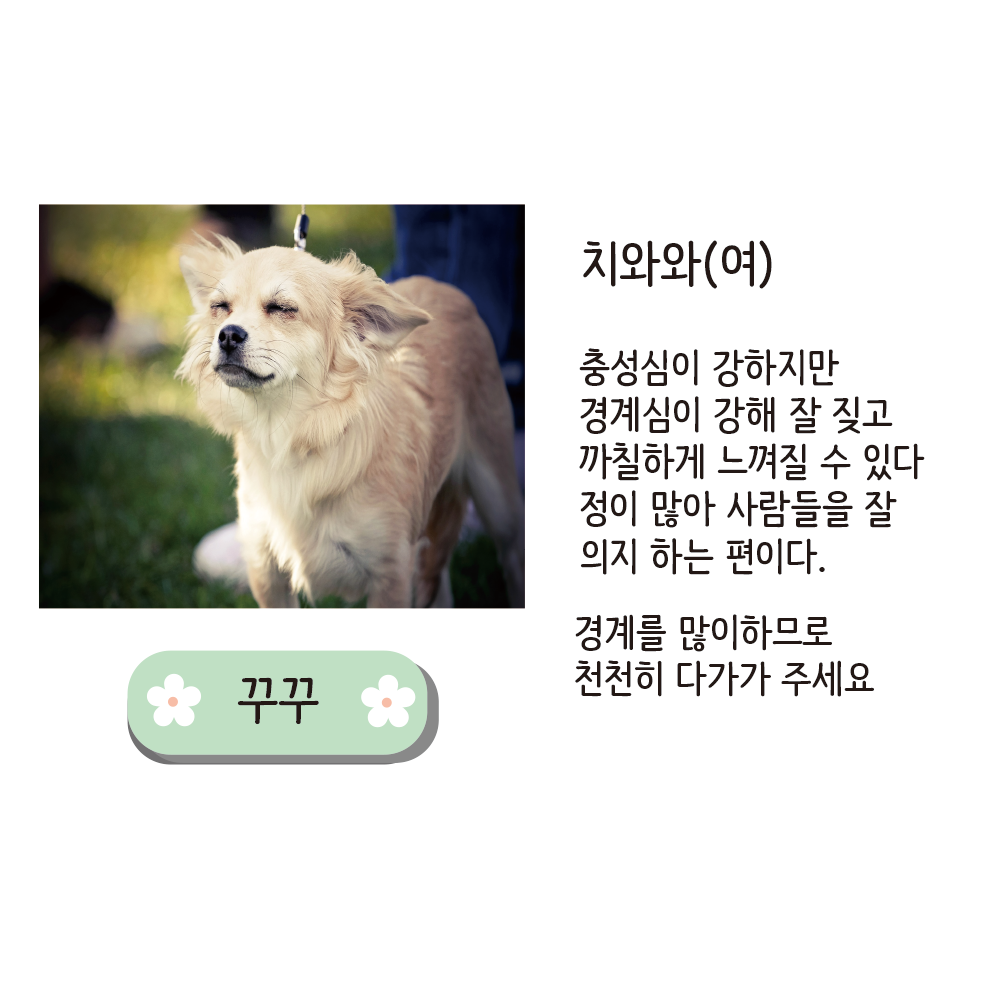 치와와(여)
충성심이 강하지만
경계심이 강해 잘 짖고
까칠하게 느껴질 수 있다
정이 많아 사람들을 잘
의지 하는 편이다.
경계를 많이하므로
천천히 다가가 주세요
꾸꾸